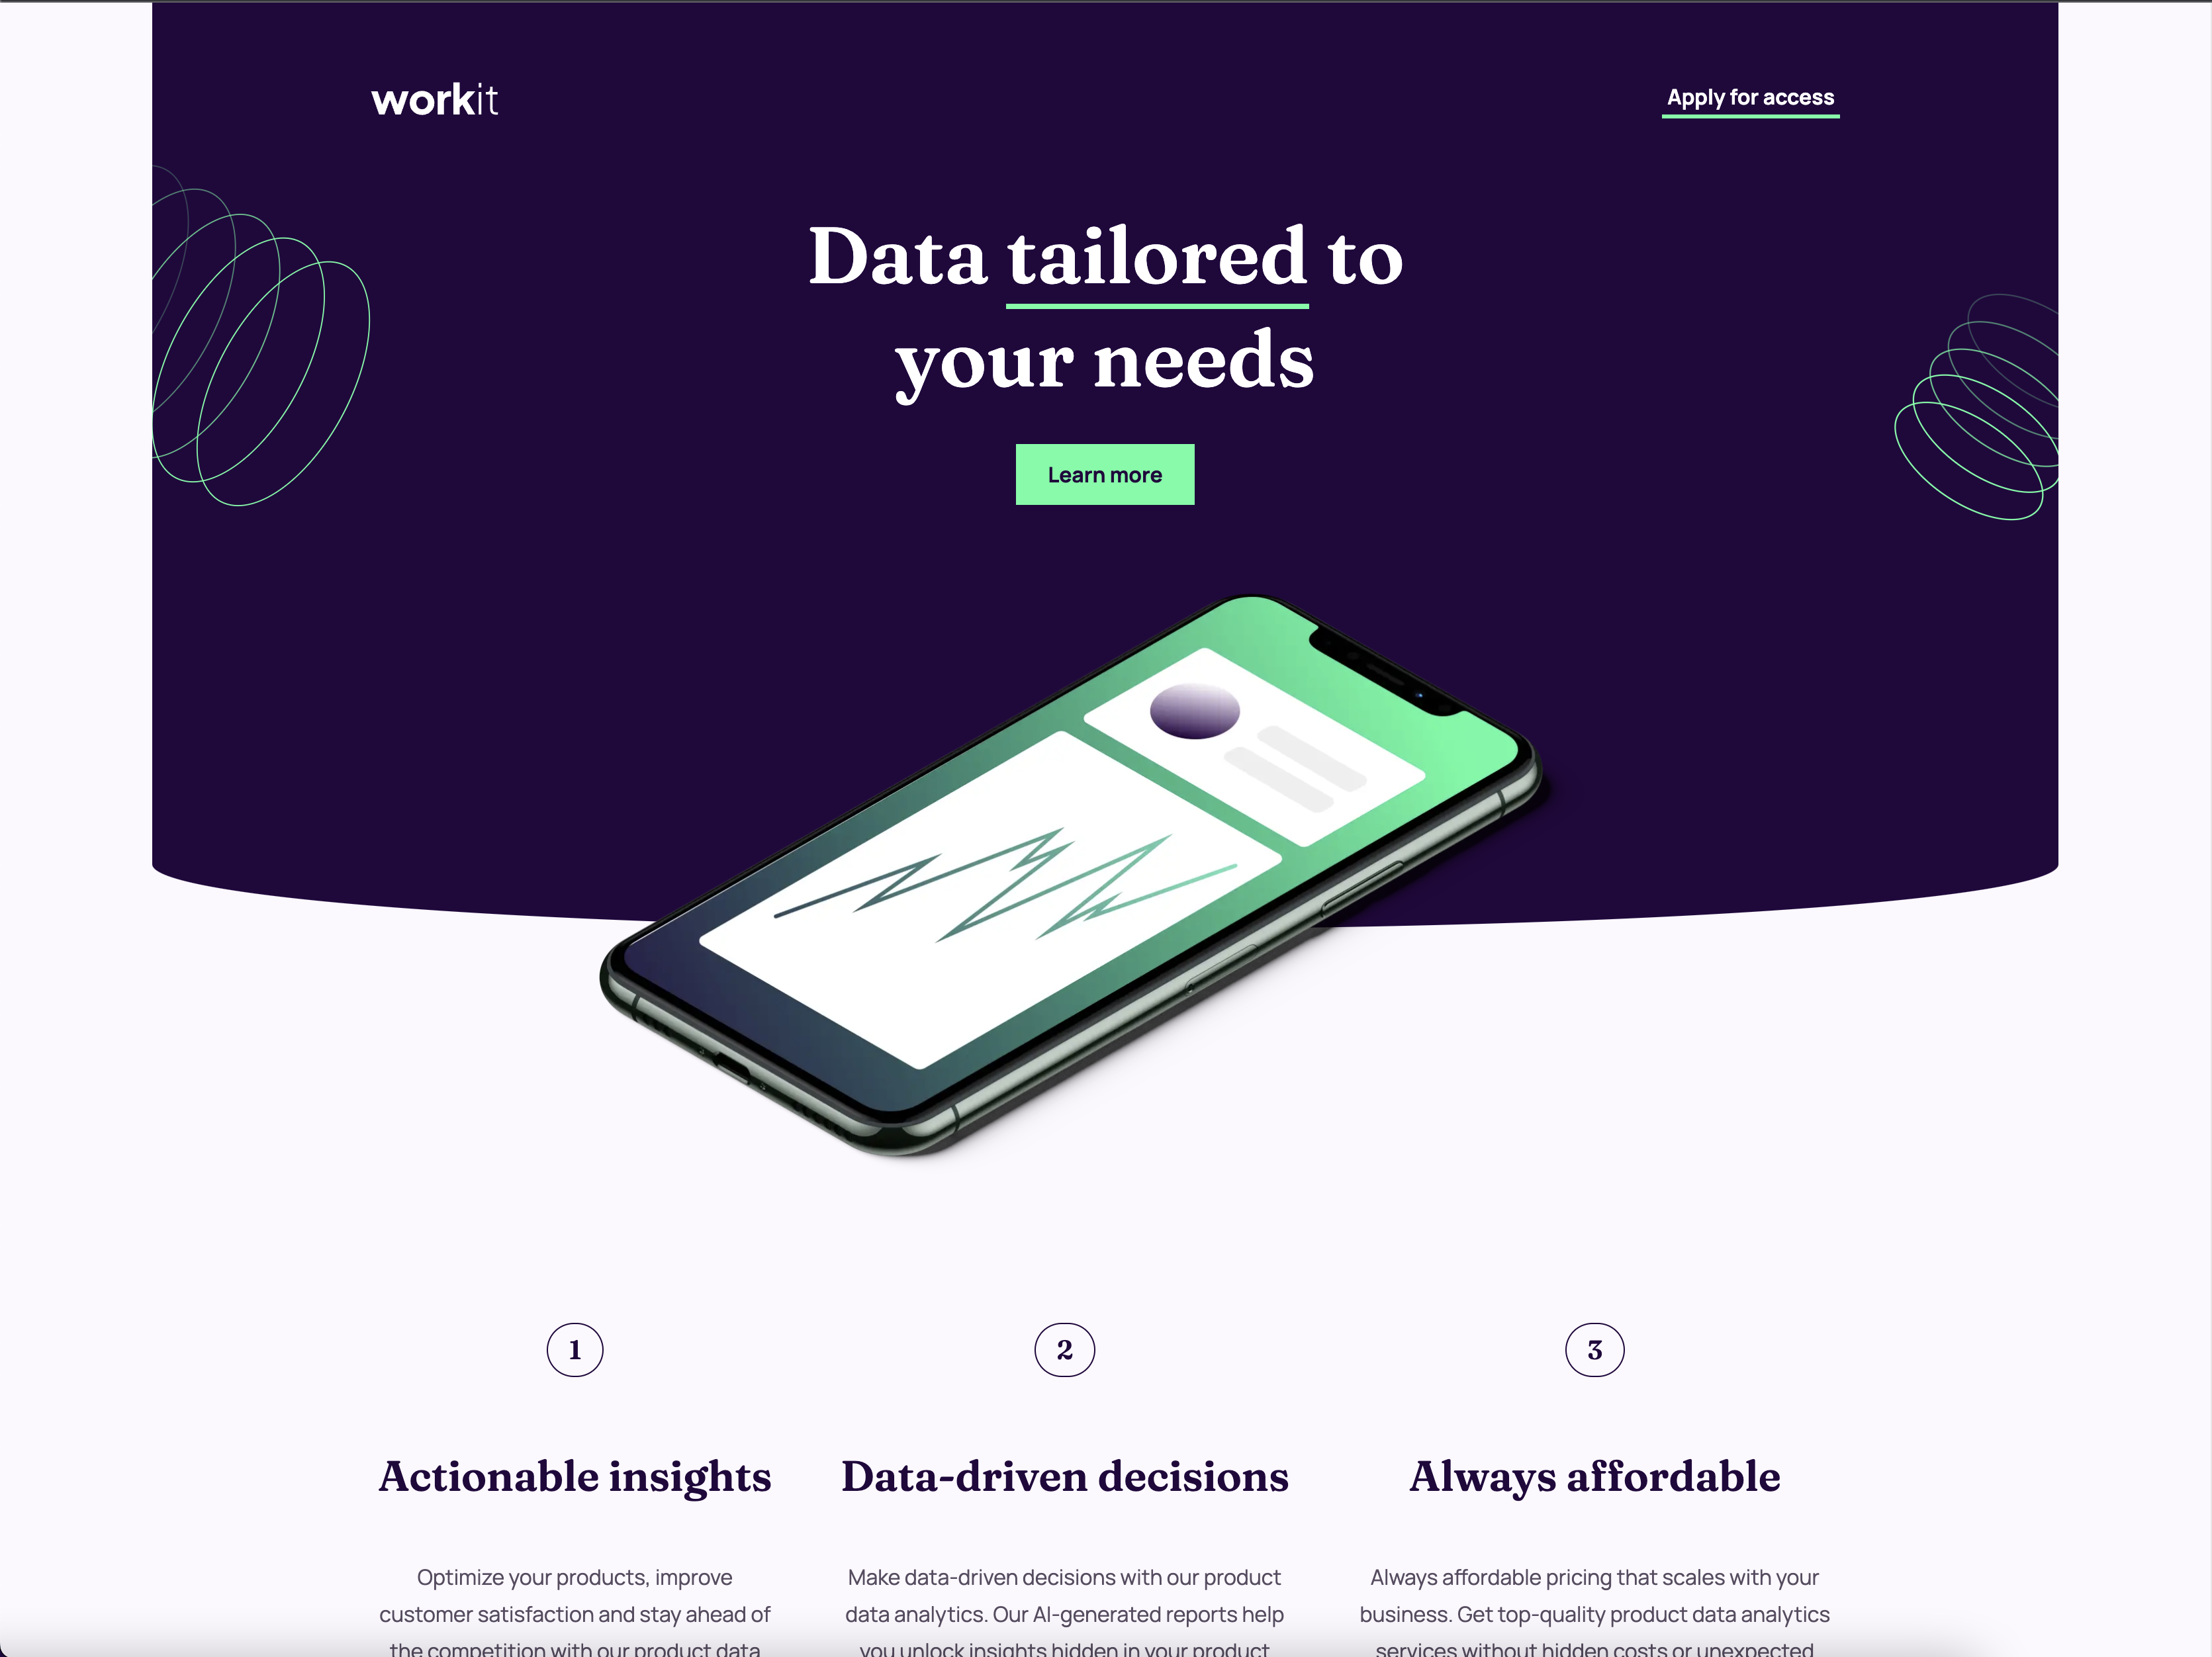 workit
Apply for access
Data tailored to
your needs
Learn more
1
2
3
Actionable insights
Data-driven decisions
Always affordable
Optimize your products, improve
customer satisfaction and stay ahead of
the competition with our product data
Make data-driven decisions with our product
data analytics. Our AI-generated reports help
you unlock insights hidden in your product
Always affordable pricing that scales with your
business. Get top-quality product data analytics
services without hidden costs or unexpected